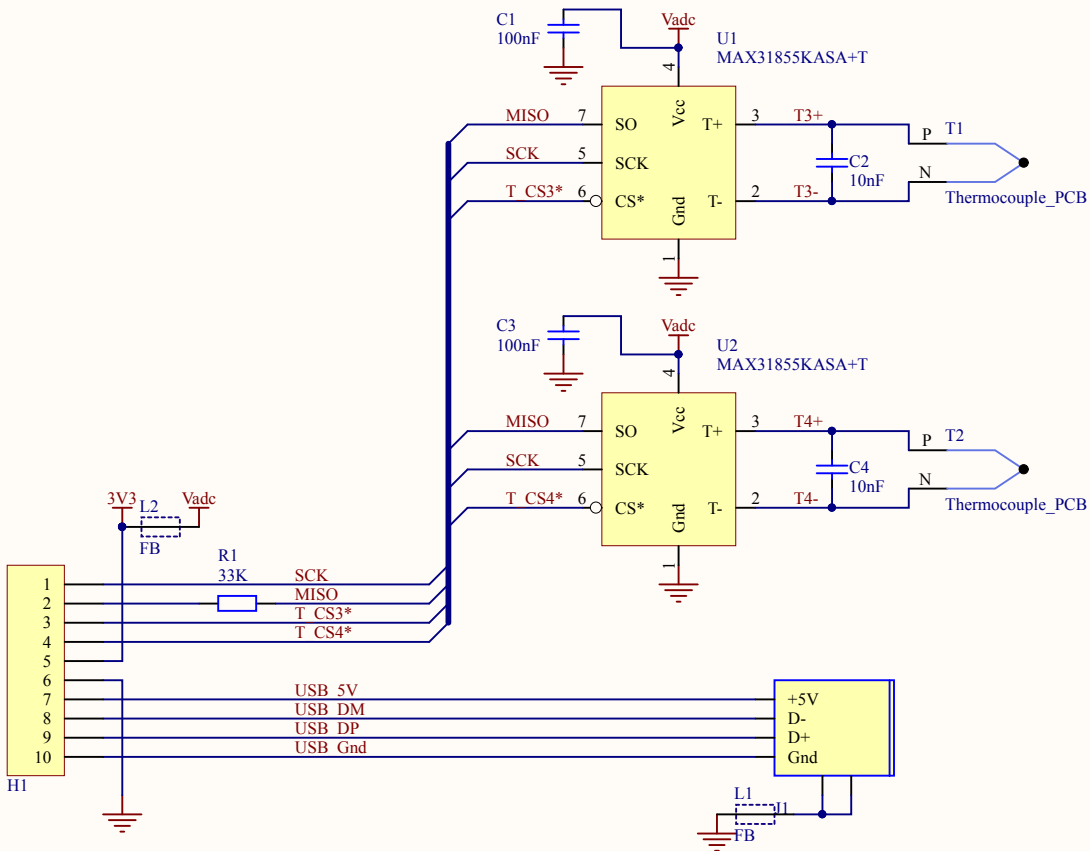 C1
100nF
Vadc
U1
MAX31855KASA+T
4
Vcc
MISO
7
SO
T+
3
T3+
P
T1
SCK
5
SCK
C2
10nF
N
T_CS3*
6
CS*
T-
2
T3-
Thermocouple_PCB
Gnd
1
C3
100nF
Vadc
U2
MAX31855KASA+T
4
Vcc
MISO
7
SO
T+
3
T4+
P
T2
SCK
5
SCK
C4
10nF
N
T_CS4*
6
CS*
T-
2
T4-
Thermocouple_PCB
Gnd
1
3V3
L2
Vadc
FB
R1
33K
1
SCK
2
MISO
3
T_CS3*
4
T_CS4*
5
6
7
USB_5V
+5V
8
USB_DM
D-
9
USB_DP
D+
10
USB_Gnd
Gnd
H1
L1
J1
FB